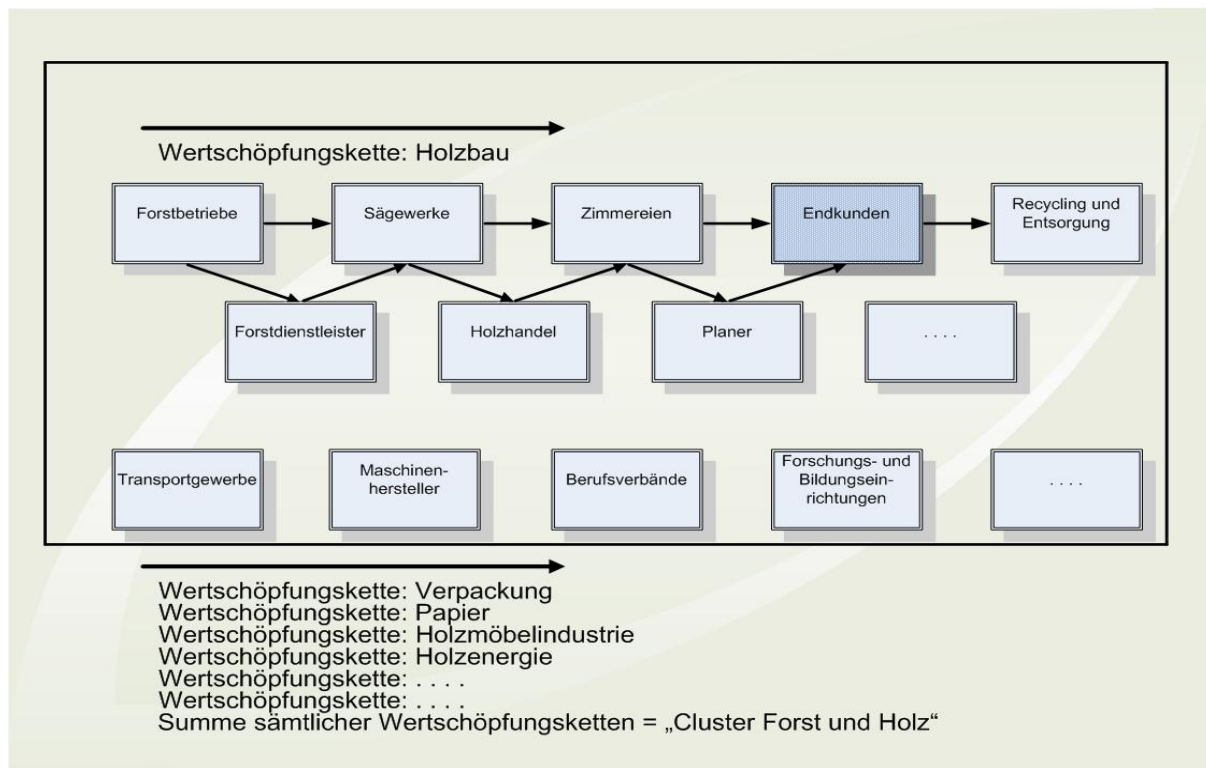 Wertschöpfungskette: Holzbau
Forstbetriebe
Sägewerke
Zimmereien
Endkunden
Recycling und
Entsorgung
Forstdienstleister
Holzhandel
Planer
. . . .
Transportgewerbe
Maschinen-
hersteller
Berufsverbände
Forschungs- und
Bildungsein-
richtungen
. . . .
Wertschöpfungskette: Verpackung
Wertschöpfungskette: Papier
Wertschöpfungskette: Holzmöbelindustrie
Wertschöpfungskette: Holzenergie
Wertschöpfungskette: . . . .
Wertschöpfungskette: . . . .
Summe sämtlicher Wertschöpfungsketten = „Cluster Forst und Holz“